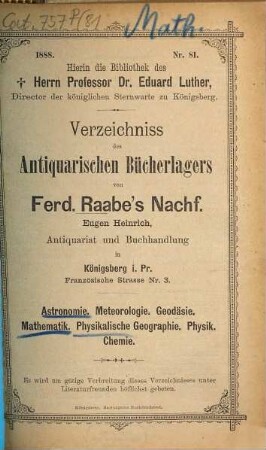 Cat. 757 P(81
Math.
1888. Nr. 81.
Hierin die Bibliothek des
† Herrn Professor Dr. Eduard Luther,
Director der königlichen Sternwarte zu Königsberg.
Verzeichniss
des
Antiquarischen Bücherlagers
von
Ferd. Raabe's Nachf.
Eugen Heinrich,
Antiquariat und Buchhandlung
in
Königsberg i. Pr.
Französische Strasse Nr. 3.
Astronomie. Meteorologie. Geodäsie.
Mathematik. Physikalische Geographie. Physik.
Chemie.
Es wird um gütige Verbreitung dieses Verzeichnisses unter
Literaturfreunden höflichst gebeten.